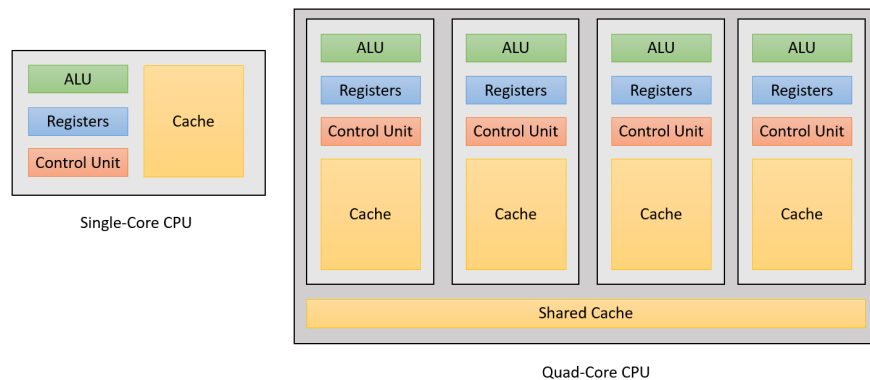 ALU
Registers
Control Unit
Cache
Single-Core CPU
ALU
Registers
Control Unit
Cache
ALU
Registers
Control Unit
Cache
ALU
Registers
Control Unit
Cache
ALU
Registers
Control Unit
Cache
Shared Cache
Quad-Core CPU